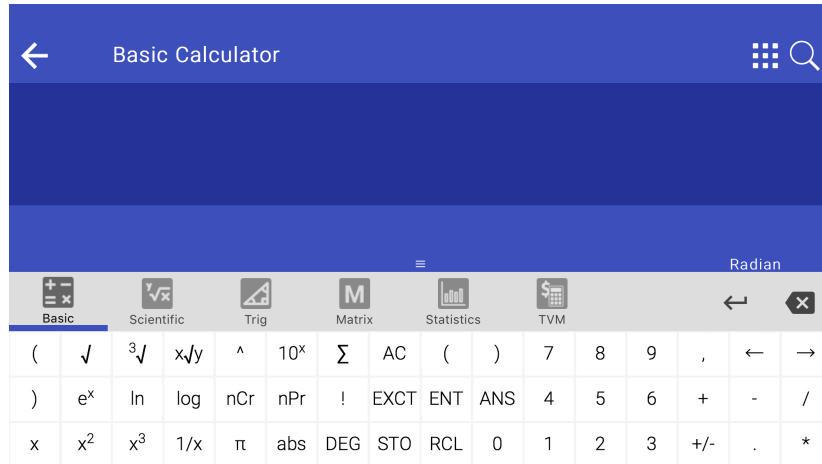 Basic Calculator
Radian
+ - = × ʸ√x M $
Basic Scientific Trig Matrix Statistics TVM
( √ ³√ x√y ^ 10ˣ Σ AC ( ) 7 8 9 , ← →
) eˣ ln log nCr nPr ! EXCT ENT ANS 4 5 6 + - /
x x² x³ 1/x π abs DEG STO RCL 0 1 2 3 +/- . *